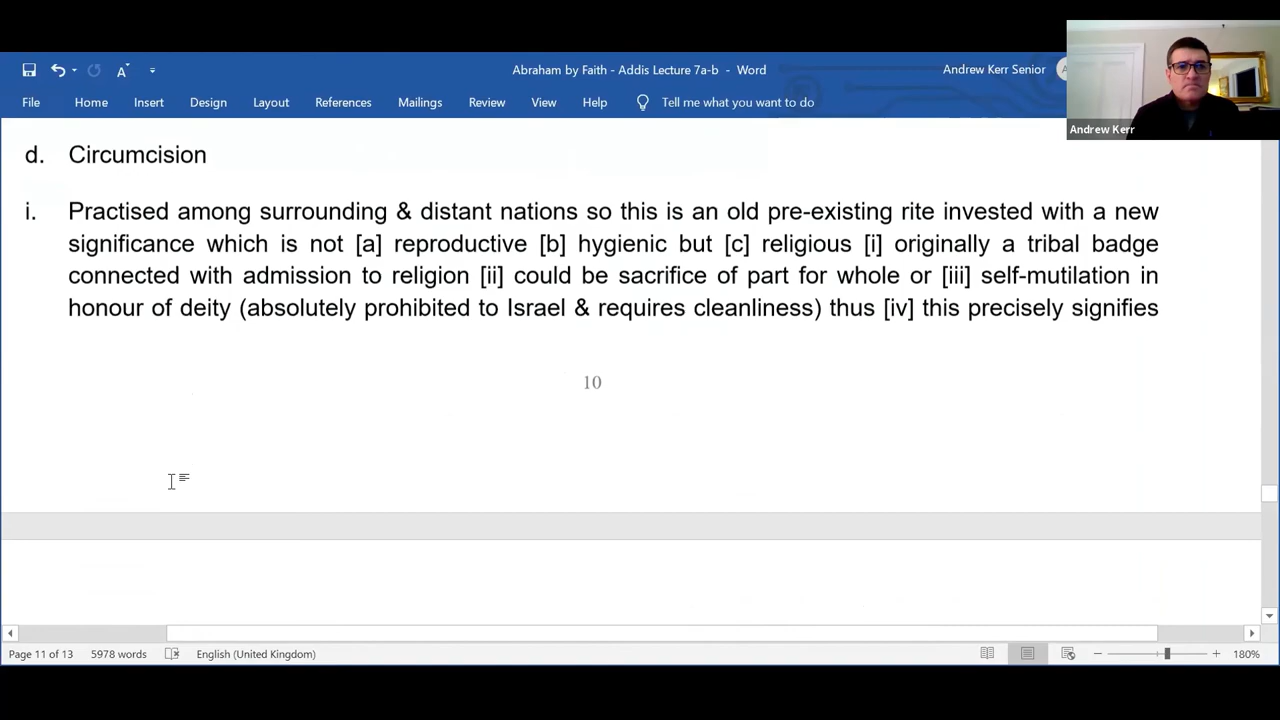 Abraham by Faith - Addis Lecture 7a-b - Word
Andrew Kerr Senior
File Home Insert Design Layout References Mailings Review View Help Tell me what you want to do
Andrew Kerr
d. Circumcision
i. Practised among surrounding & distant nations so this is an old pre-existing rite invested with a new
significance which is not [a] reproductive [b] hygienic but [c] religious [i] originally a tribal badge
connected with admission to religion [ii] could be sacrifice of part for whole or [iii] self-mutilation in
honour of deity (absolutely prohibited to Israel & requires cleanliness) thus [iv] this precisely signifies
10
Page 11 of 13 5978 words English (United Kingdom) 180%